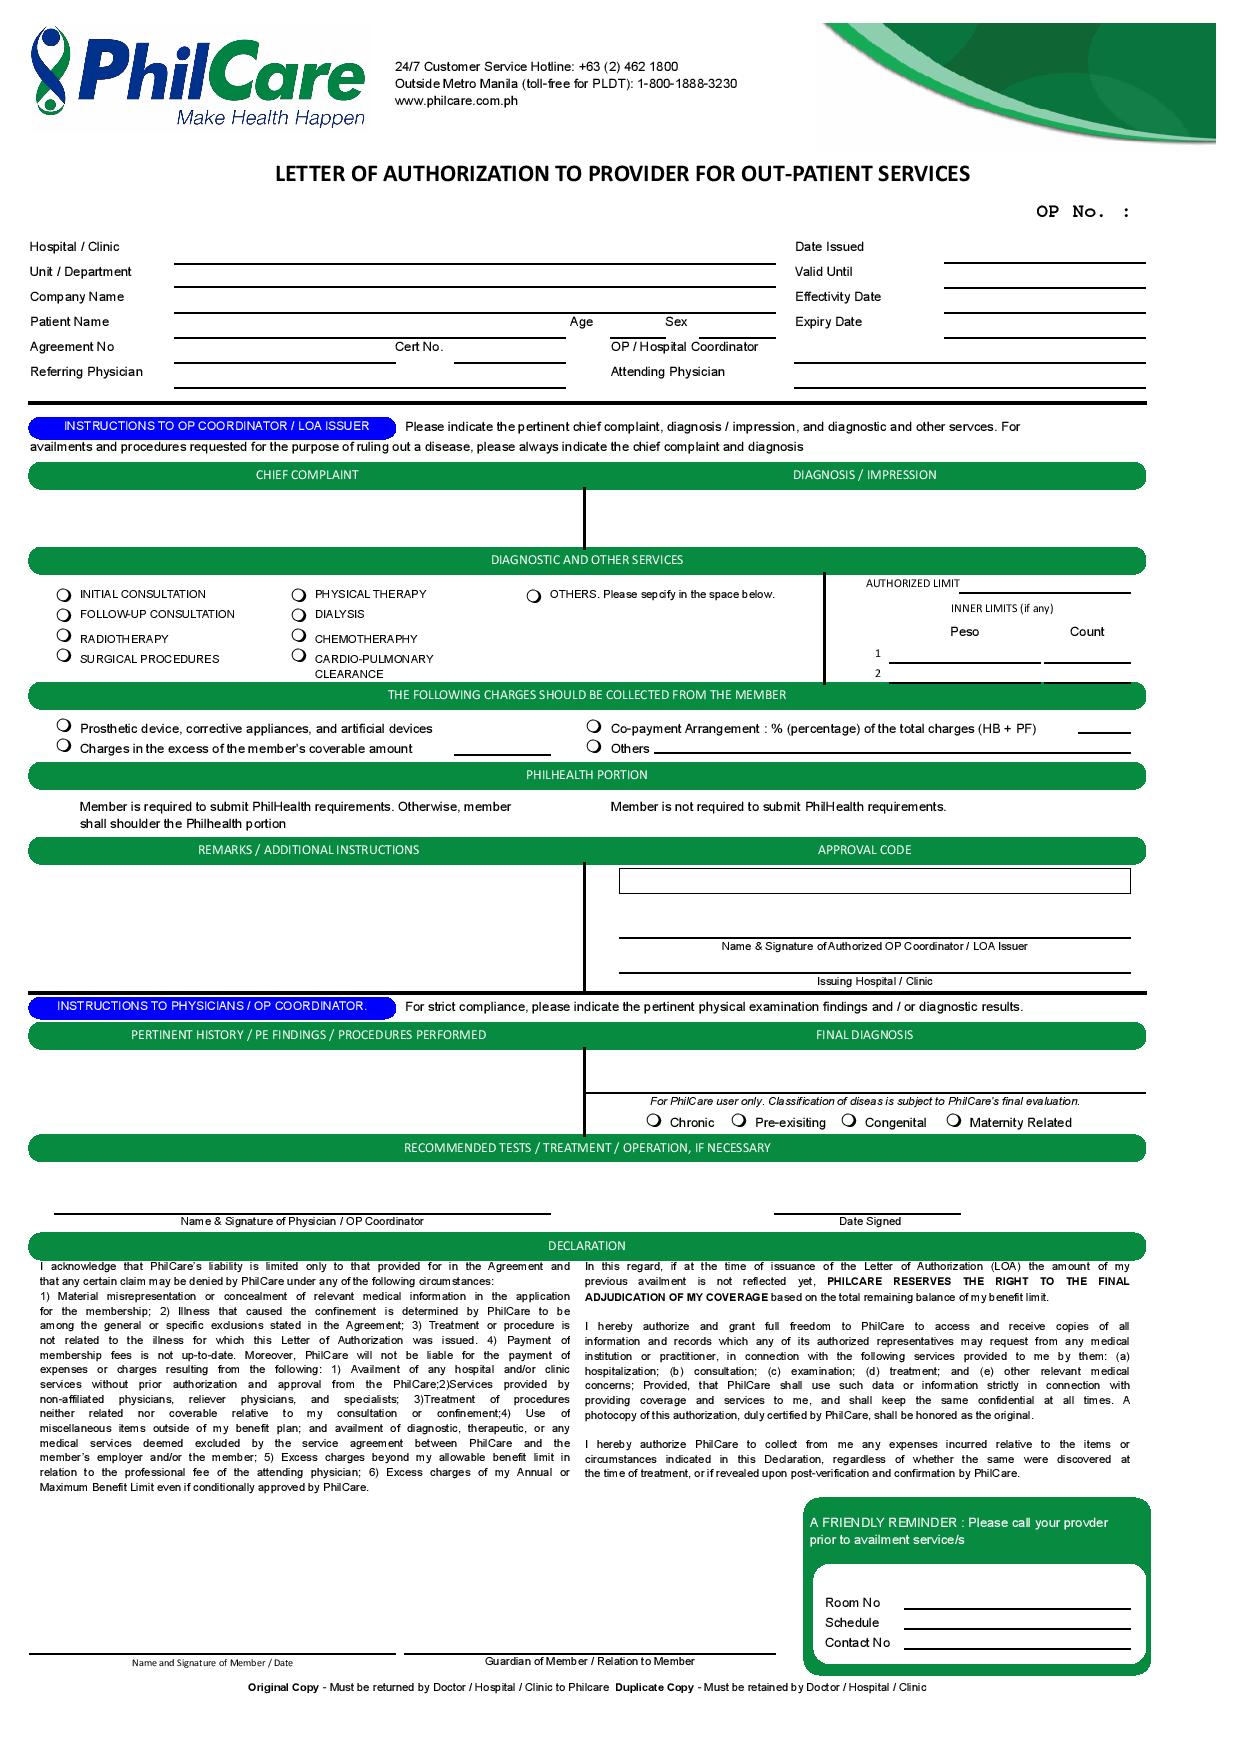 PhilCare
Make Health Happen
24/7 Customer Service Hotline: +63 (2) 462 1800
Outside Metro Manila (toll-free for PLDT): 1-800-1888-3230
www.philcare.com.ph
LETTER OF AUTHORIZATION TO PROVIDER FOR OUT-PATIENT SERVICES
OP No. :
Hospital / Clinic Date Issued
Unit / Department Valid Until
Company Name Effectivity Date
Patient Name Age Sex Expiry Date
Agreement No Cert No. OP / Hospital Coordinator
Referring Physician Attending Physician
INSTRUCTIONS TO OP COORDINATOR / LOA ISSUER Please indicate the pertinent chief complaint, diagnosis / impression, and diagnostic and other servces. For
availments and procedures requested for the purpose of ruling out a disease, please always indicate the chief complaint and diagnosis
CHIEF COMPLAINT DIAGNOSIS / IMPRESSION
DIAGNOSTIC AND OTHER SERVICES
INITIAL CONSULTATION
FOLLOW-UP CONSULTATION
RADIOTHERAPY
SURGICAL PROCEDURES
PHYSICAL THERAPY
DIALYSIS
CHEMOTHERAPHY
CARDIO-PULMONARY
CLEARANCE
OTHERS. Please sepcify in the space below.
AUTHORIZED LIMIT
INNER LIMITS (if any)
Peso Count
1
2
THE FOLLOWING CHARGES SHOULD BE COLLECTED FROM THE MEMBER
Prosthetic device, corrective appliances, and artificial devices Co-payment Arrangement : % (percentage) of the total charges (HB + PF)
Charges in the excess of the member's coverable amount Others
PHILHEALTH PORTION
Member is required to submit PhilHealth requirements. Otherwise, member
shall shoulder the Philhealth portion
Member is not required to submit PhilHealth requirements.
REMARKS / ADDITIONAL INSTRUCTIONS APPROVAL CODE
Name & Signature of Authorized OP Coordinator / LOA Issuer
Issuing Hospital / Clinic
INSTRUCTIONS TO PHYSICIANS / OP COORDINATOR. For strict compliance, please indicate the pertinent physical examination findings and / or diagnostic results.
PERTINENT HISTORY / PE FINDINGS / PROCEDURES PERFORMED FINAL DIAGNOSIS
For PhilCare user only. Classification of diseas is subject to PhilCare's final evaluation.
Chronic Pre-exisiting Congenital Maternity Related
RECOMMENDED TESTS / TREATMENT / OPERATION, IF NECESSARY
Name & Signature of Physician / OP Coordinator Date Signed
DECLARATION
I acknowledge that PhilCare's liability is limited only to that provided for in the Agreement and
that any certain claim may be denied by PhilCare under any of the following circumstances:
1) Material misrepresentation or concealment of relevant medical information in the application
for the membership; 2) Illness that caused the confinement is determined by PhilCare to be
among the general or specific exclusions stated in the Agreement; 3) Treatment or procedure is
not related to the illness for which this Letter of Authorization was issued. 4) Payment of
membership fees is not up-to-date. Moreover, PhilCare will not be liable for the payment of
expenses or charges resulting from the following: 1) Availment of any hospital and/or clinic
services without prior authorization and approval from the PhilCare;2)Services provided by
non-affiliated physicians, reliever physicians, and specialists; 3)Treatment of procedures
neither related nor coverable relative to my consultation or confinement;4) Use of
miscellaneous items outside of my benefit plan; and availment of diagnostic, therapeutic, or any
medical services deemed excluded by the service agreement between PhilCare and the
member's employer and/or the member; 5) Excess charges beyond my allowable benefit limit in
relation to the professional fee of the attending physician; 6) Excess charges of my Annual or
Maximum Benefit Limit even if conditionally approved by PhilCare.
In this regard, if at the time of issuance of the Letter of Authorization (LOA) the amount of my
previous availment is not reflected yet, PHILCARE RESERVES THE RIGHT TO THE FINAL
ADJUDICATION OF MY COVERAGE based on the total remaining balance of my benefit limit.
I hereby authorize and grant full freedom to PhilCare to access and receive copies of all
information and records which any of its authorized representatives may request from any medical
institution or practitioner, in connection with the following services provided to me by them: (a)
hospitalization; (b) consultation; (c) examination; (d) treatment; and (e) other relevant medical
concerns; Provided, that PhilCare shall use such data or information strictly in connection with
providing coverage and services to me, and shall keep the same confidential at all times. A
photocopy of this authorization, duly certified by PhilCare, shall be honored as the original.
I hereby authorize PhilCare to collect from me any expenses incurred relative to the items or
circumstances indicated in this Declaration, regardless of whether the same were discovered at
the time of treatment, or if revealed upon post-verification and confirmation by PhilCare.
A FRIENDLY REMINDER : Please call your provder
prior to availment service/s
Room No
Schedule
Contact No
Name and Signature of Member / Date Guardian of Member / Relation to Member
Original Copy - Must be returned by Doctor / Hospital / Clinic to Philcare Duplicate Copy - Must be retained by Doctor / Hospital / Clinic